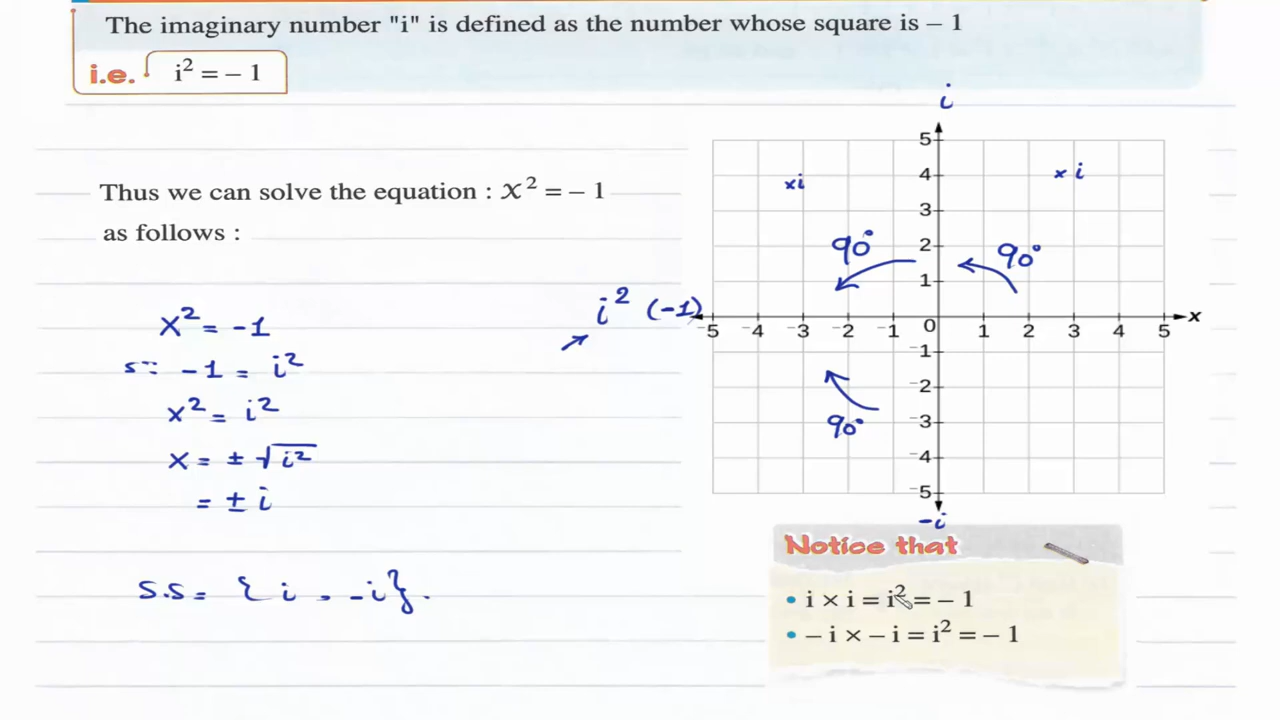 The imaginary number "i" is defined as the number whose square is – 1
i.e. i² = – 1
Thus we can solve the equation : x² = – 1
as follows :
x² = -1
-1 = i²
x² = i²
x = ± √i²
= ± i
S.S = { i , -i}.
i² (-1)
i
5
4
3
2
1
0
-1
-2
-3
-4
-5
-5 -4 -3 -2 -1 1 2 3 4 5 x
×i
× i
90°
90°
90°
-i
Notice that
• i × i = i² = – 1
• – i × – i = i² = – 1